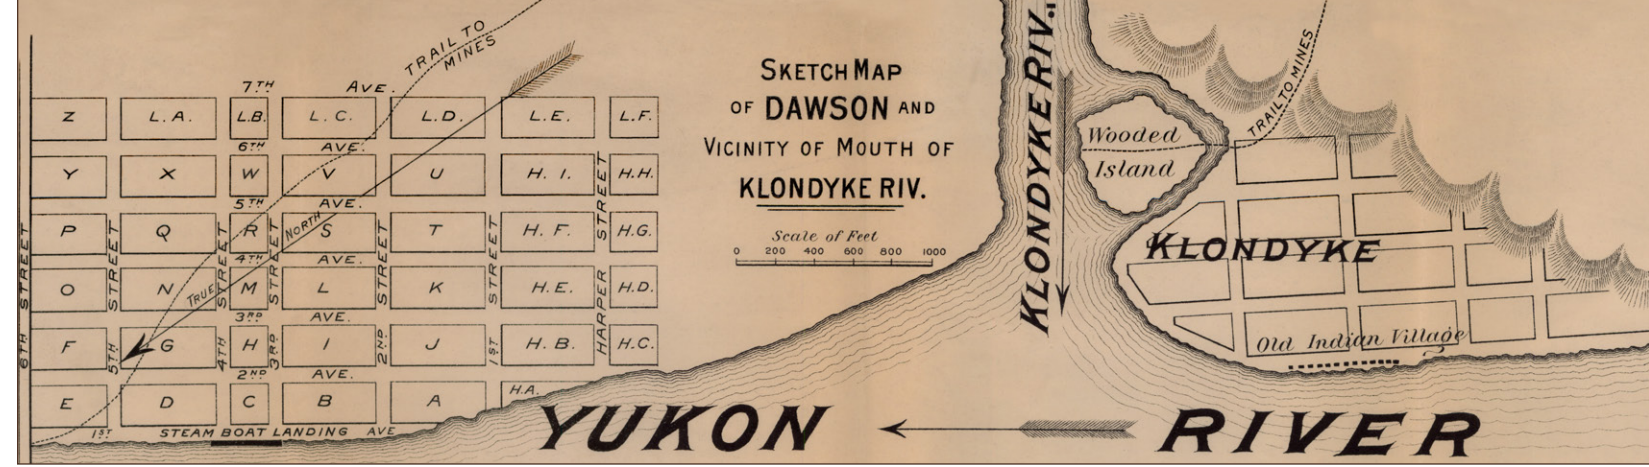 SKETCH MAP
OF DAWSON AND
VICINITY OF MOUTH OF
KLONDYKE RIV.
Scale of Feet
0 200 400 600 800 1000
TRAIL TO
MINES
7TH AVE.
Z L.A. L.B. L.C. L.D. L.E. L.F.
6TH AVE.
Y X W V U H.I. H.H.
5TH AVE.
P Q R S T H.F. H.G.
4TH AVE.
O N M L K H.E. H.D.
3RD AVE.
F G H I J H.B. H.C.
2ND AVE.
E D C B A H.A.
1ST STEAM BOAT LANDING AVE
6TH STREET
5TH STREET
4TH STREET
3RD STREET
2ND STREET
1ST STREET
HARPER STREET
TRUE NORTH
KLONDYKE RIV.
KLONDYKE RIV.
Wooded
Island
TRAIL TO MINES
KLONDYKE
Old Indian Village
YUKON RIVER